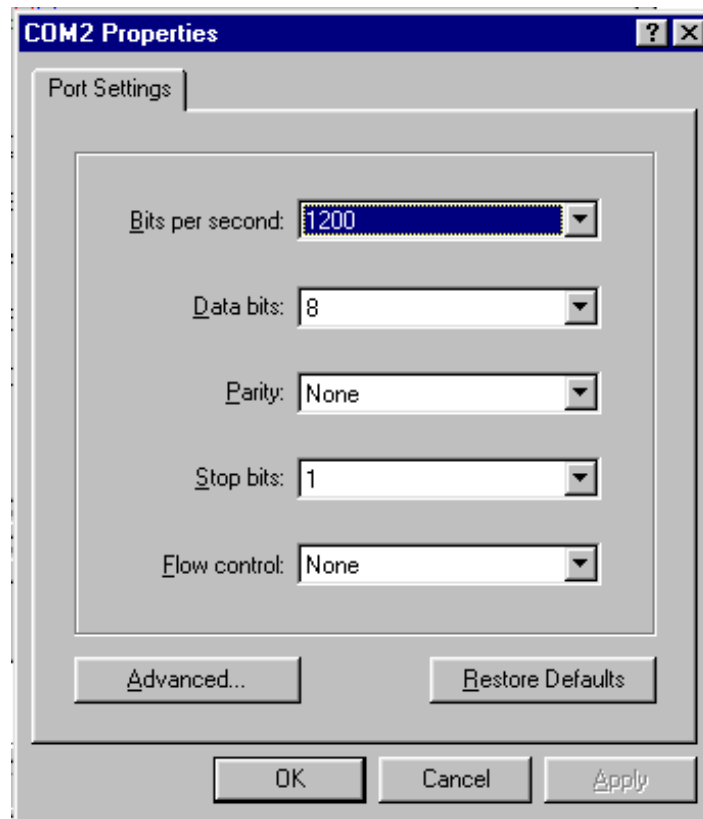 COM2 Properties
Port Settings
Bits per second: 1200
Data bits: 8
Parity: None
Stop bits: 1
Flow control: None
Advanced... Restore Defaults
OK Cancel Apply